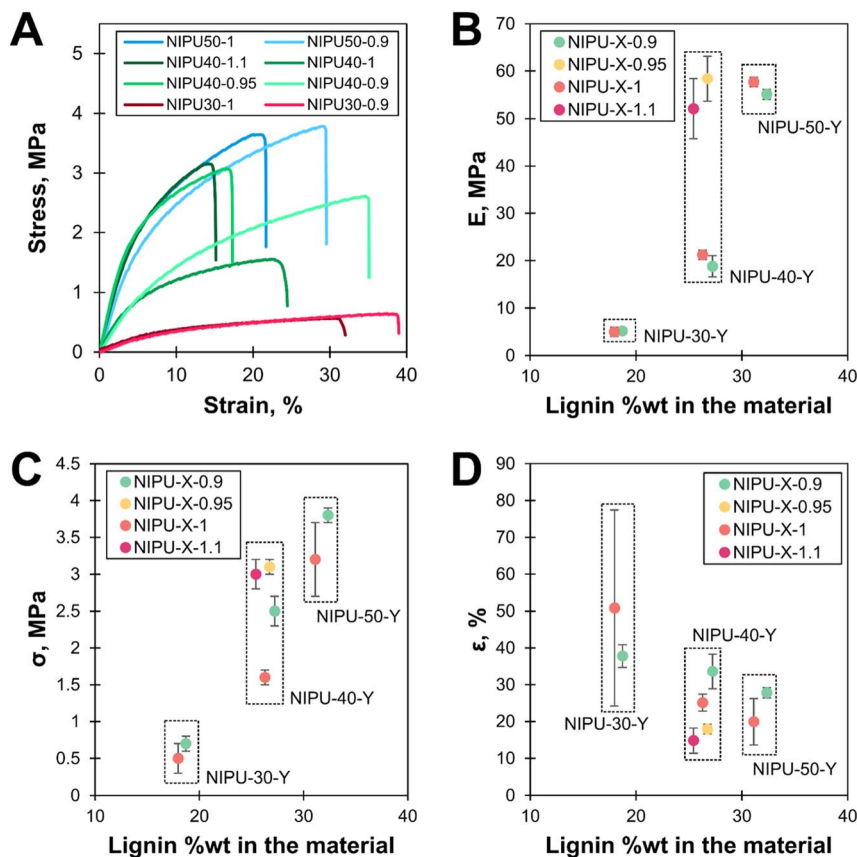 A
Stress, MPa
6
5
4
3
2
1
0
NIPU50-1 NIPU50-0.9
NIPU40-1.1 NIPU40-1
NIPU40-0.95 NIPU40-0.9
NIPU30-1 NIPU30-0.9
0 10 20 30 40
Strain, %
B
E, MPa
70
60
50
40
30
20
10
0
NIPU-X-0.9
NIPU-X-0.95
NIPU-X-1
NIPU-X-1.1
NIPU-50-Y
NIPU-40-Y
NIPU-30-Y
10 20 30 40
Lignin %wt in the material
C
σ, MPa
4.5
4
3.5
3
2.5
2
1.5
1
0.5
0
NIPU-X-0.9
NIPU-X-0.95
NIPU-X-1
NIPU-X-1.1
NIPU-50-Y
NIPU-40-Y
NIPU-30-Y
10 20 30 40
Lignin %wt in the material
D
ε, %
90
80
70
60
50
40
30
20
10
0
NIPU-X-0.9
NIPU-X-0.95
NIPU-X-1
NIPU-X-1.1
NIPU-40-Y
NIPU-30-Y
NIPU-50-Y
10 20 30 40
Lignin %wt in the material